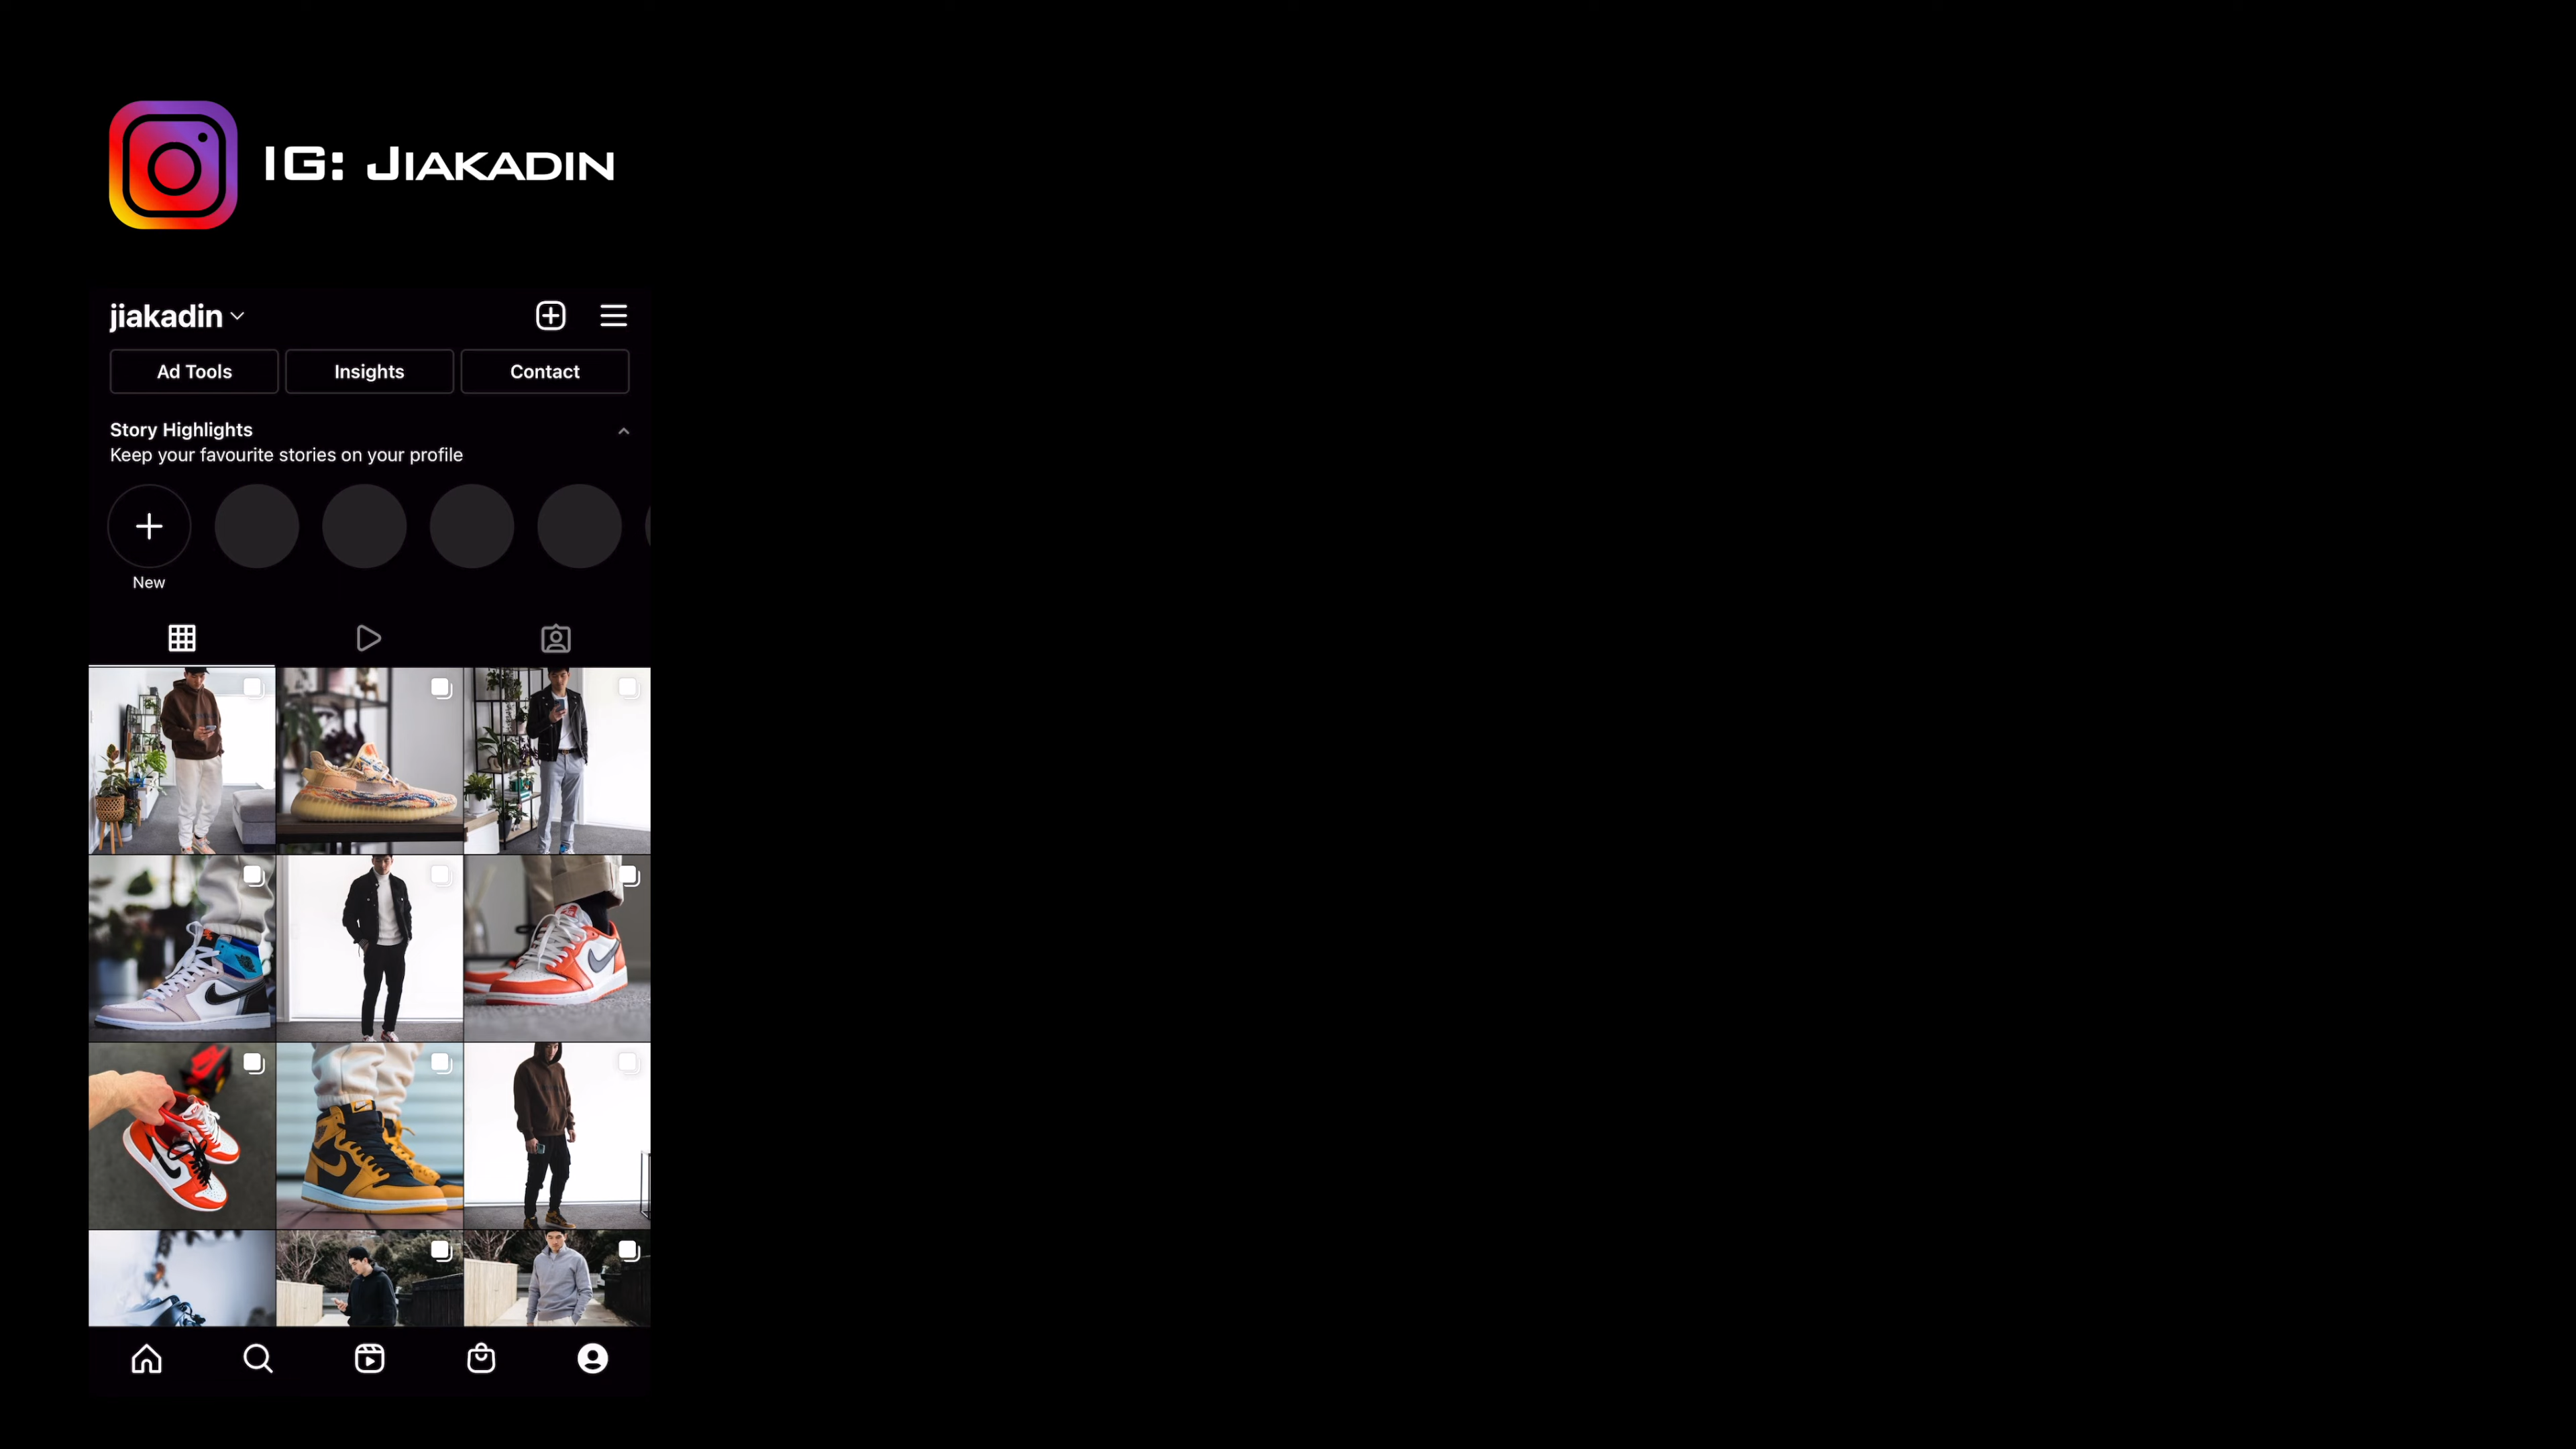 IG: JIAKADIN
jiakadin
Ad Tools
Insights
Contact
Story Highlights
Keep your favourite stories on your profile
New